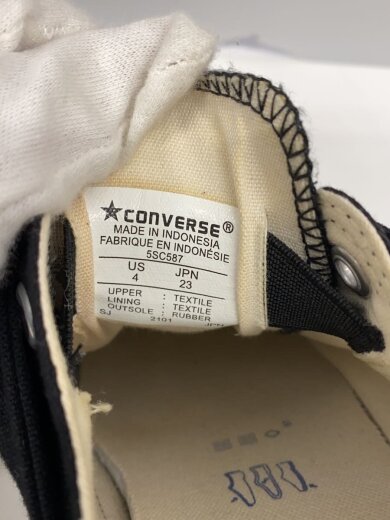 ★CONVERSE®
MADE IN INDONESIA
FABRIQUE EN INDONÉSIE
5SC587
US JPN
4 23
UPPER : TEXTILE
LINING : TEXTILE
OUTSOLE : RUBBER
SJ 2101